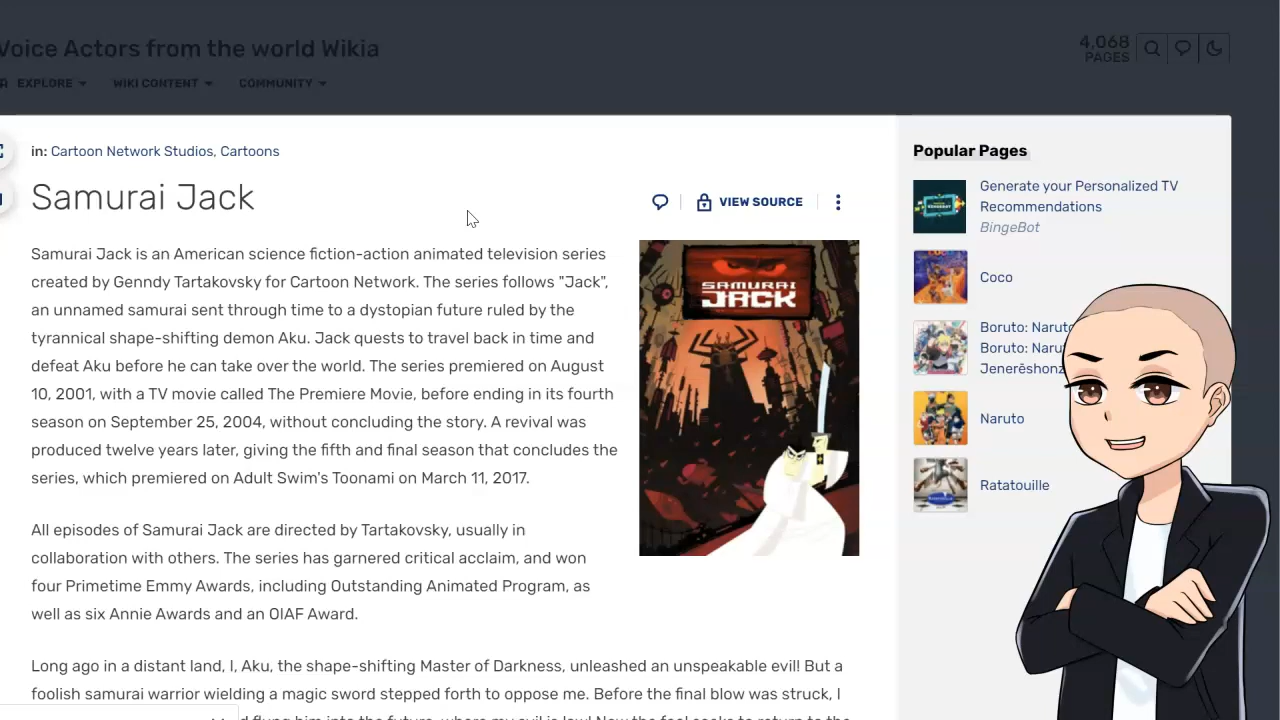 Voice Actors from the world Wikia
4,068
PAGES
EXPLORE
WIKI CONTENT
COMMUNITY
in: Cartoon Network Studios, Cartoons
Samurai Jack
VIEW SOURCE
Samurai Jack is an American science fiction-action animated television series
created by Genndy Tartakovsky for Cartoon Network. The series follows "Jack",
an unnamed samurai sent through time to a dystopian future ruled by the
tyrannical shape-shifting demon Aku. Jack quests to travel back in time and
defeat Aku before he can take over the world. The series premiered on August
10, 2001, with a TV movie called The Premiere Movie, before ending in its fourth
season on September 25, 2004, without concluding the story. A revival was
produced twelve years later, giving the fifth and final season that concludes the
series, which premiered on Adult Swim's Toonami on March 11, 2017.
All episodes of Samurai Jack are directed by Tartakovsky, usually in
collaboration with others. The series has garnered critical acclaim, and won
four Primetime Emmy Awards, including Outstanding Animated Program, as
well as six Annie Awards and an OIAF Award.
Long ago in a distant land, I, Aku, the shape-shifting Master of Darkness, unleashed an unspeakable evil! But a
foolish samurai warrior wielding a magic sword stepped forth to oppose me. Before the final blow was struck, I
SAMURAI
JACK
Popular Pages
Generate your Personalized TV
Recommendations
BingeBot
Coco
Boruto: Naruto
Boruto: Naru
Jenerēshonz
Naruto
Ratatouille